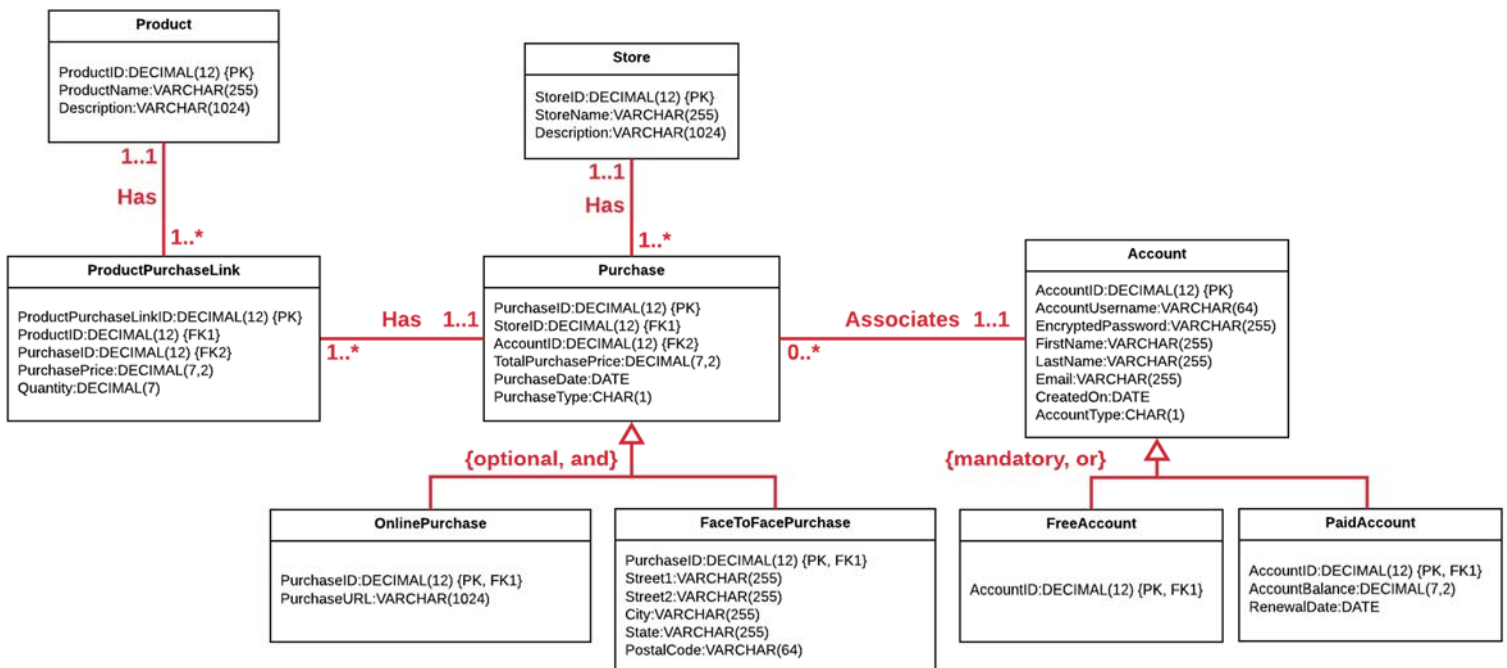 Product
ProductID:DECIMAL(12) {PK}
ProductName:VARCHAR(255)
Description:VARCHAR(1024)
Store
StoreID:DECIMAL(12) {PK}
StoreName:VARCHAR(255)
Description:VARCHAR(1024)
1..1
Has
1..*
1..1
Has
1..*
ProductPurchaseLink
ProductPurchaseLinkID:DECIMAL(12) {PK}
ProductID:DECIMAL(12) {FK1}
PurchaseID:DECIMAL(12) {FK2}
PurchasePrice:DECIMAL(7,2)
Quantity:DECIMAL(7)
Has 1..1
1..*
Purchase
PurchaseID:DECIMAL(12) {PK}
StoreID:DECIMAL(12) {FK1}
AccountID:DECIMAL(12) {FK2}
TotalPurchasePrice:DECIMAL(7,2)
PurchaseDate:DATE
PurchaseType:CHAR(1)
Associates 1..1
0..*
Account
AccountID:DECIMAL(12) {PK}
AccountUsername:VARCHAR(64)
EncryptedPassword:VARCHAR(255)
FirstName:VARCHAR(255)
LastName:VARCHAR(255)
Email:VARCHAR(255)
CreatedOn:DATE
AccountType:CHAR(1)
{optional, and}
{mandatory, or}
OnlinePurchase
PurchaseID:DECIMAL(12) {PK, FK1}
PurchaseURL:VARCHAR(1024)
FaceToFacePurchase
PurchaseID:DECIMAL(12) {PK, FK1}
Street1:VARCHAR(255)
Street2:VARCHAR(255)
City:VARCHAR(255)
State:VARCHAR(255)
PostalCode:VARCHAR(64)
FreeAccount
AccountID:DECIMAL(12) {PK, FK1}
PaidAccount
AccountID:DECIMAL(12) {PK, FK1}
AccountBalance:DECIMAL(7,2)
RenewalDate:DATE